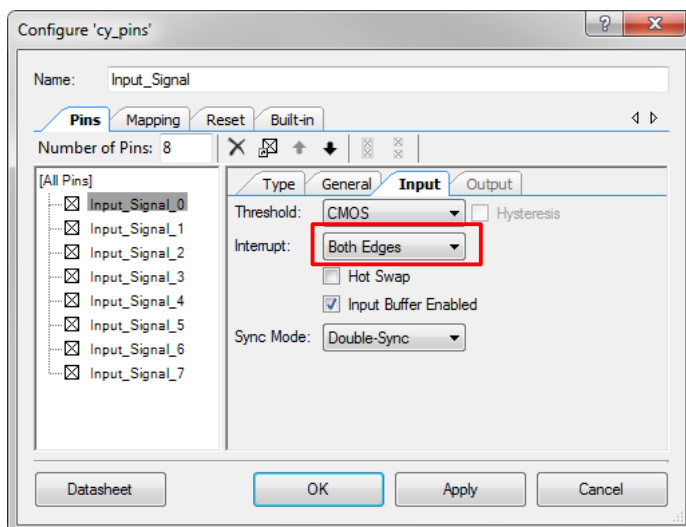 Configure 'cy_pins'
Name: Input_Signal
Pins Mapping Reset Built-in
Number of Pins: 8
[All Pins]
Input_Signal_0
Input_Signal_1
Input_Signal_2
Input_Signal_3
Input_Signal_4
Input_Signal_5
Input_Signal_6
Input_Signal_7
Type General Input Output
Threshold: CMOS Hysteresis
Interrupt: Both Edges
Hot Swap
Input Buffer Enabled
Sync Mode: Double-Sync
Datasheet OK Apply Cancel